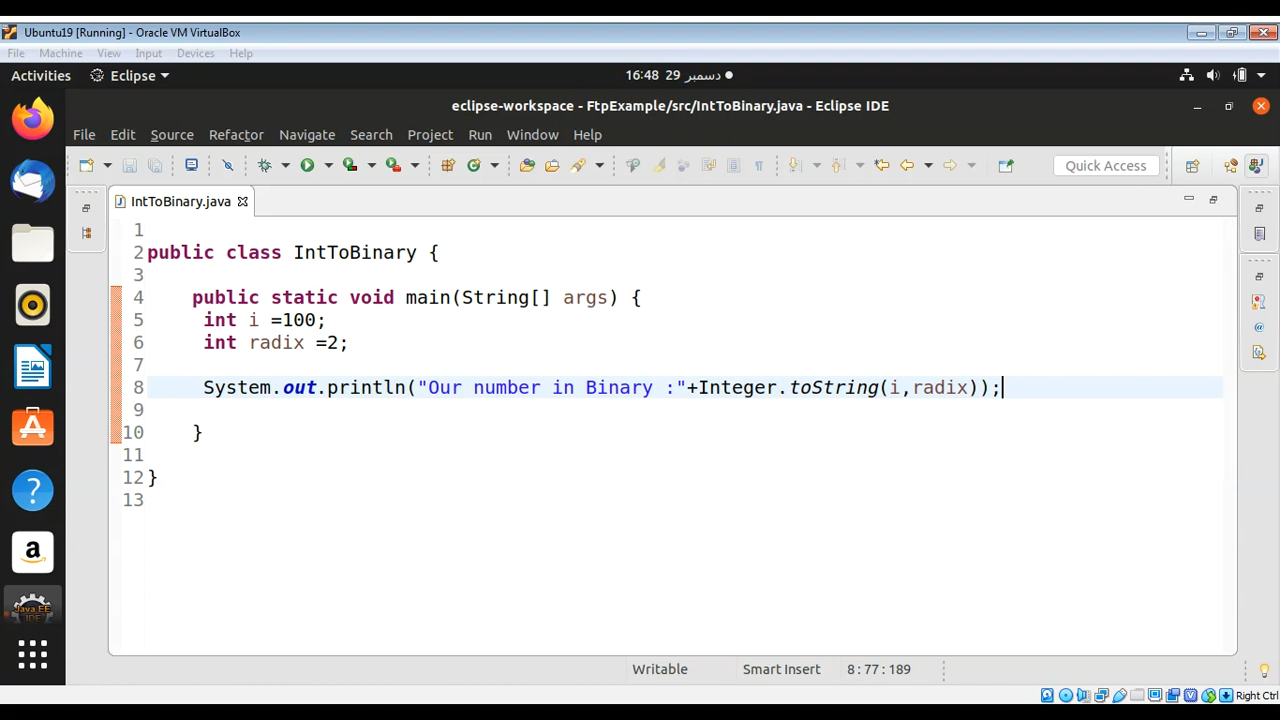 Ubuntu19 [Running] - Oracle VM VirtualBox
File Machine View Input Devices Help
Activities Eclipse 16:48 29 دسمبر
eclipse-workspace - FtpExample/src/IntToBinary.java - Eclipse IDE
File Edit Source Refactor Navigate Search Project Run Window Help
Quick Access
IntToBinary.java
1
2 public class IntToBinary {
3
4 public static void main(String[] args) {
5 int i =100;
6 int radix =2;
7
8 System.out.println("Our number in Binary :"+Integer.toString(i,radix));
9
10 }
11
12 }
13
Java EE
IDE
Writable Smart Insert 8:77:189
Right Ctrl